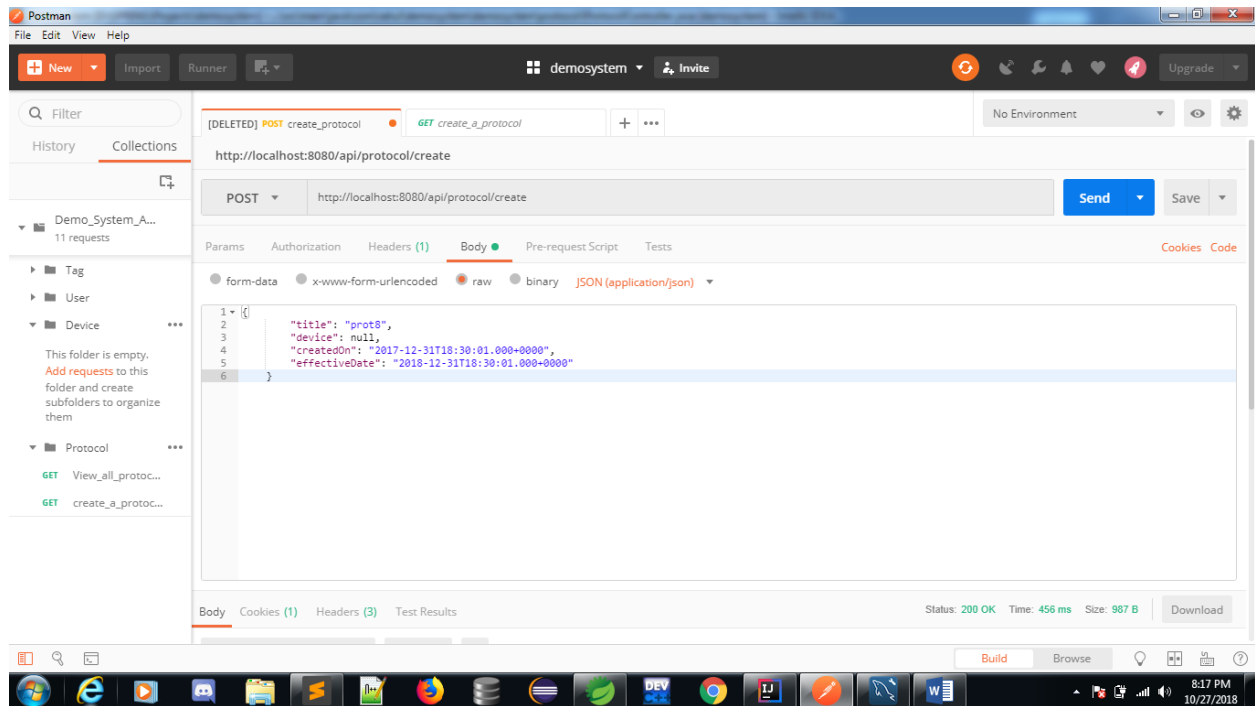 Postman
File Edit View Help
New
Import
Runner
demosystem
Invite
Upgrade
Filter
History Collections
Demo_System_A...
11 requests
Tag
User
Device
This folder is empty.
Add requests to this
folder and create
subfolders to organize
them
Protocol
GET View_all_protoc...
GET create_a_protoc...
[DELETED] POST create_protocol
GET create_a_protocol
No Environment
http://localhost:8080/api/protocol/create
POST http://localhost:8080/api/protocol/create
Send
Save
Params Authorization Headers (1) Body Pre-request Script Tests
Cookies Code
form-data x-www-form-urlencoded raw binary JSON (application/json)
1 {
2 "title": "prot8",
3 "device": null,
4 "createdOn": "2017-12-31T18:30:01.000+0000",
5 "effectiveDate": "2018-12-31T18:30:01.000+0000"
6 }
Body Cookies (1) Headers (3) Test Results
Status: 200 OK Time: 456 ms Size: 987 B
Download
Build Browse
DEV
IJ
W
8:17 PM
10/27/2018